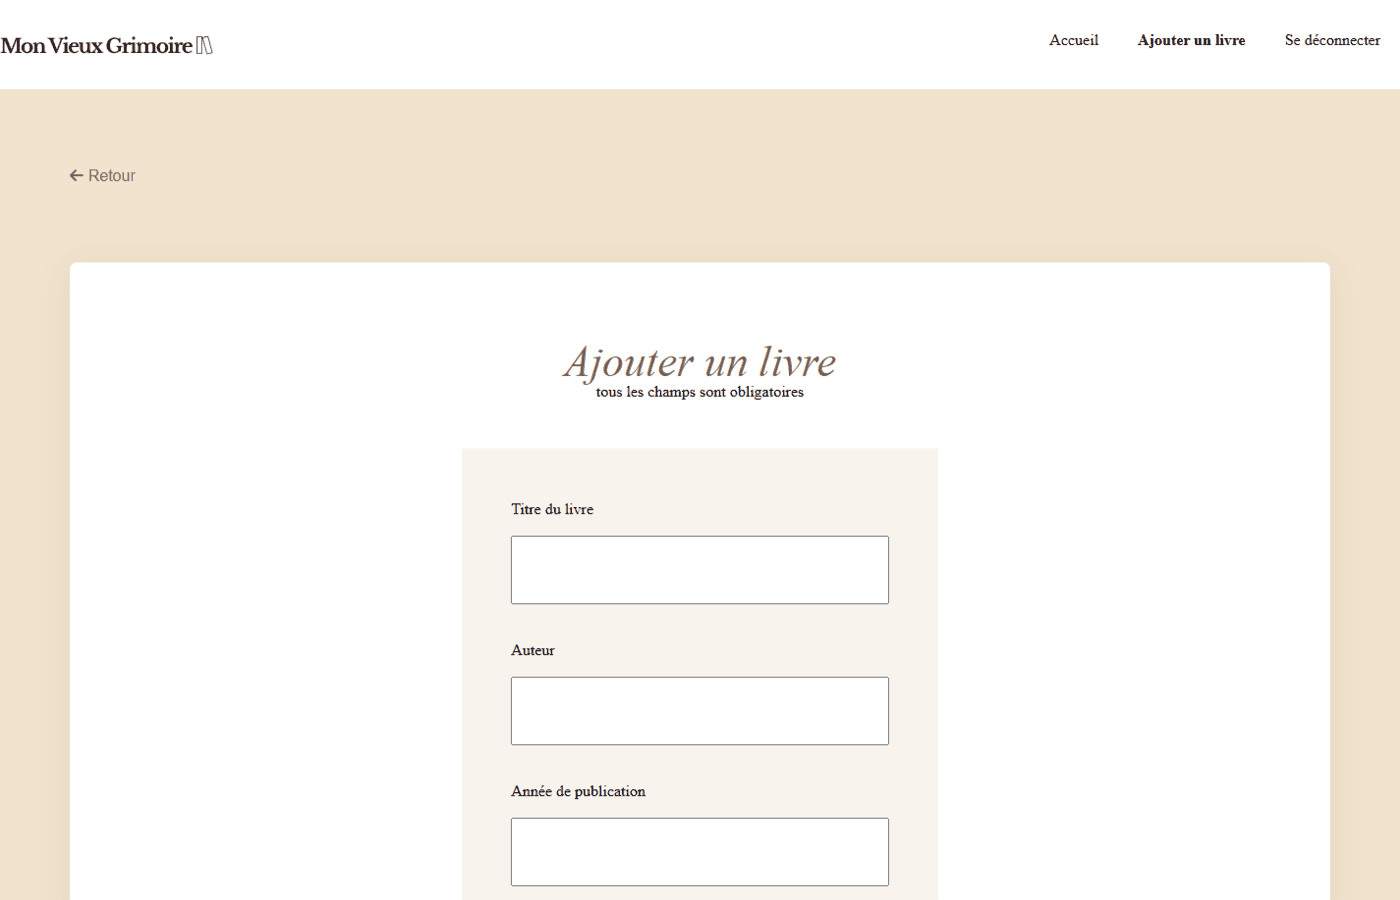 Mon Vieux Grimoire
Accueil
Ajouter un livre
Se déconnecter
Retour
Ajouter un livre
tous les champs sont obligatoires
Titre du livre
Auteur
Année de publication